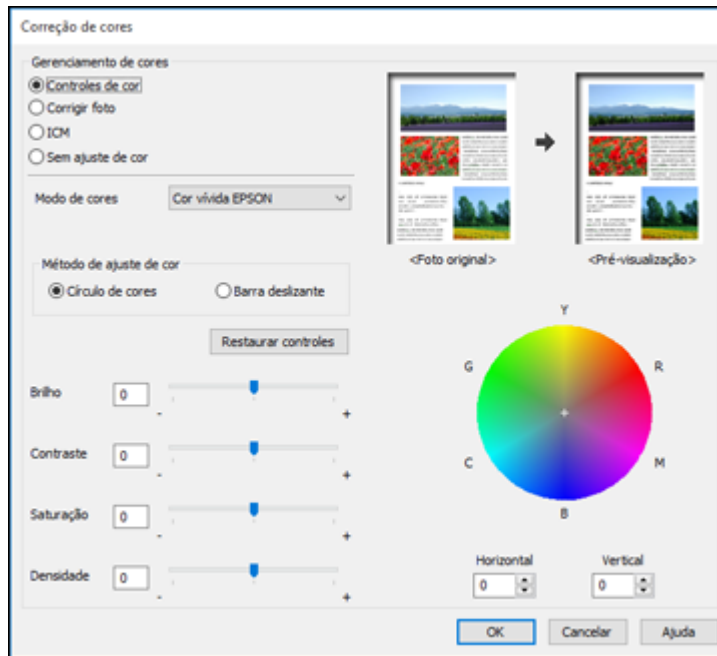 Correção de cores
Gerenciamento de cores
Controles de cor
Corrigir foto
ICM
Sem ajuste de cor
Modo de cores
Cor vívida EPSON
Método de ajuste de cor
Círculo de cores
Barra deslizante
Restaurar controles
Brilho
0
-
+
Contraste
0
-
+
Saturação
0
-
+
Densidade
0
-
+
<Foto original>
<Pré-visualização>
Y
G
R
C
M
B
Horizontal
Vertical
0
0
OK
Cancelar
Ajuda